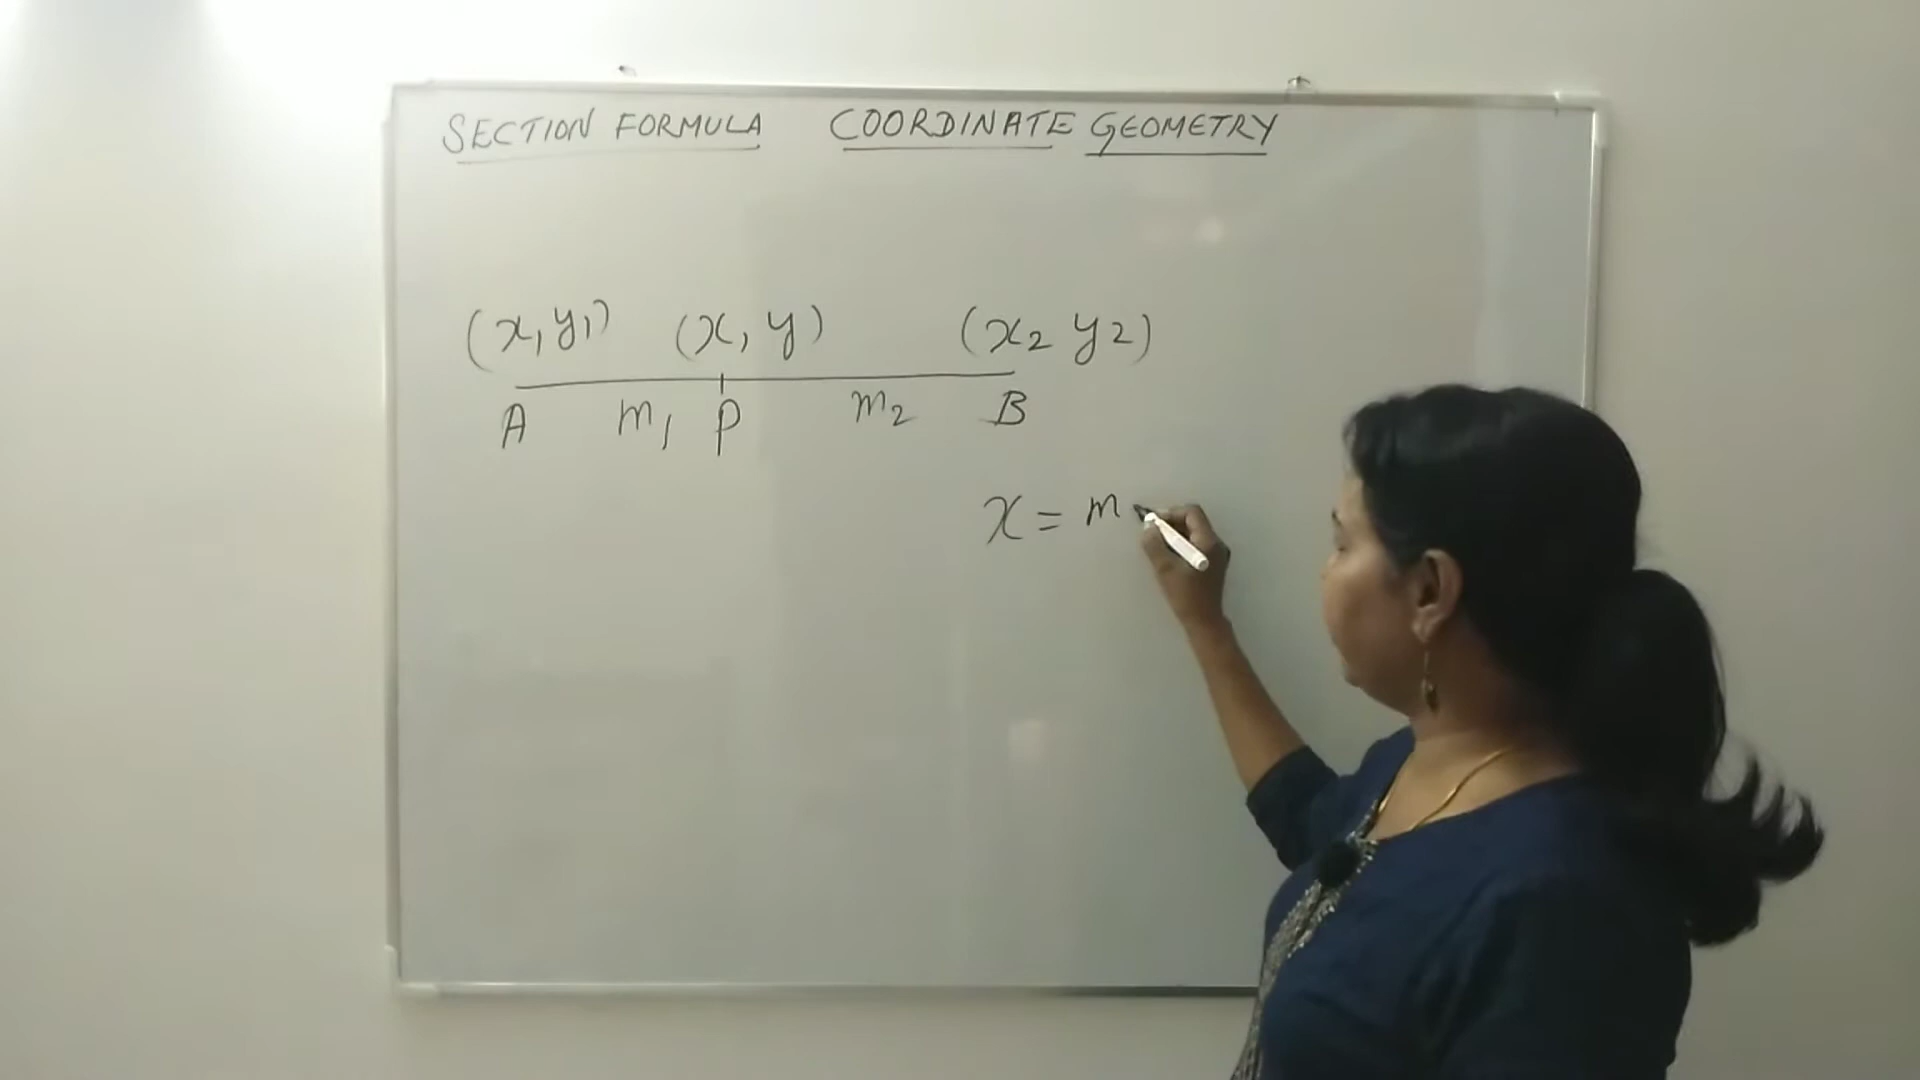 SECTION FORMULA COORDINATE GEOMETRY
(x₁ y₁) (x, y) (x₂ y₂)
A m₁ P m₂ B
x = m